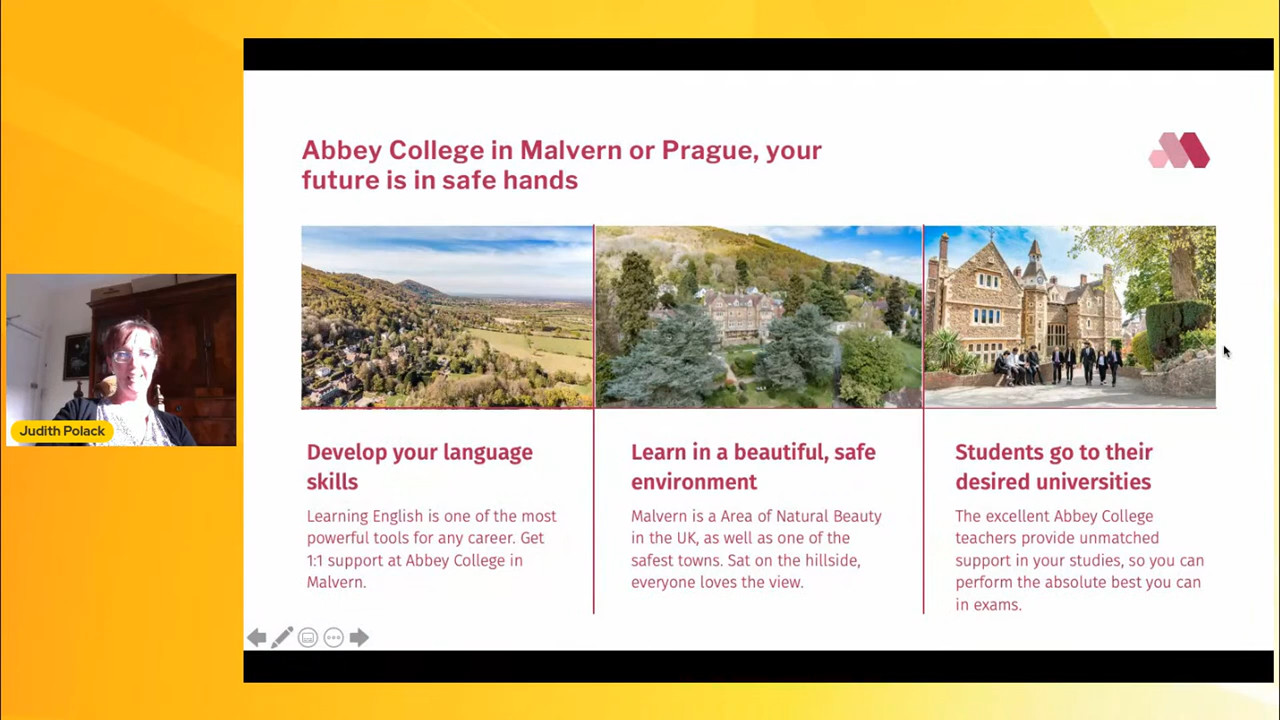 Abbey College in Malvern or Prague, your
future is in safe hands
Judith Polack
Develop your language
skills
Learning English is one of the most
powerful tools for any career. Get
1:1 support at Abbey College in
Malvern.
Learn in a beautiful, safe
environment
Malvern is a Area of Natural Beauty
in the UK, as well as one of the
safest towns. Sat on the hillside,
everyone loves the view.
Students go to their
desired universities
The excellent Abbey College
teachers provide unmatched
support in your studies, so you can
perform the absolute best you can
in exams.